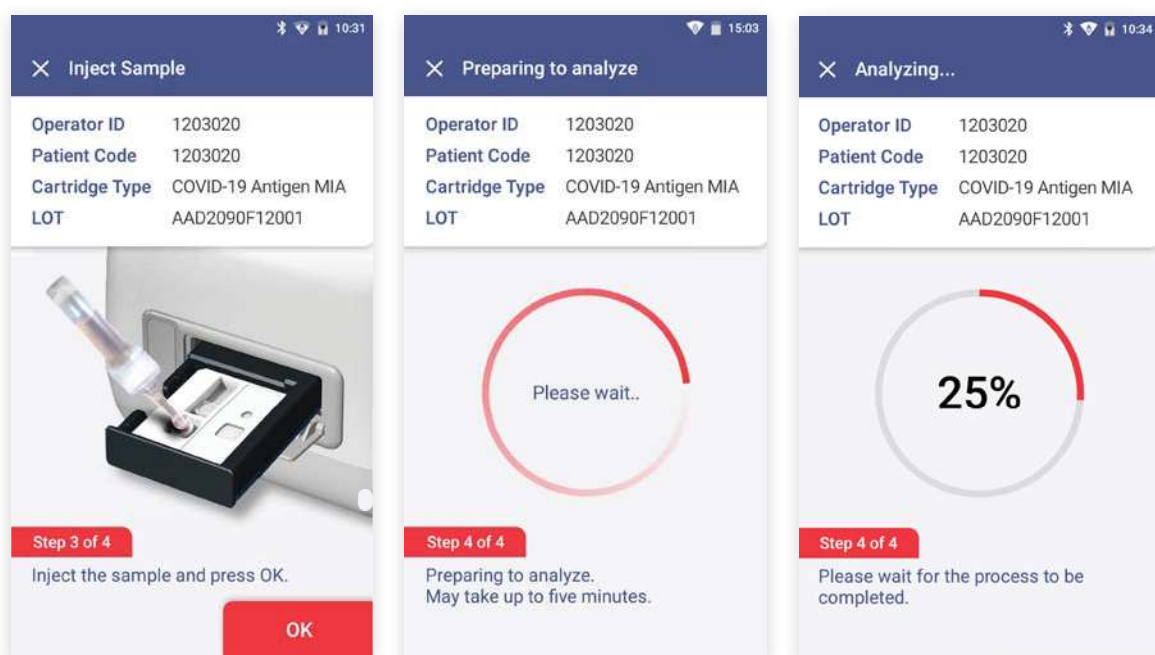 10:31
Inject Sample
Operator ID 1203020
Patient Code 1203020
Cartridge Type COVID-19 Antigen MIA
LOT AAD2090F12001
Step 3 of 4
Inject the sample and press OK.
OK
15:03
Preparing to analyze
Operator ID 1203020
Patient Code 1203020
Cartridge Type COVID-19 Antigen MIA
LOT AAD2090F12001
Please wait..
Step 4 of 4
Preparing to analyze.
May take up to five minutes.
10:34
Analyzing...
Operator ID 1203020
Patient Code 1203020
Cartridge Type COVID-19 Antigen MIA
LOT AAD2090F12001
25%
Step 4 of 4
Please wait for the process to be
completed.